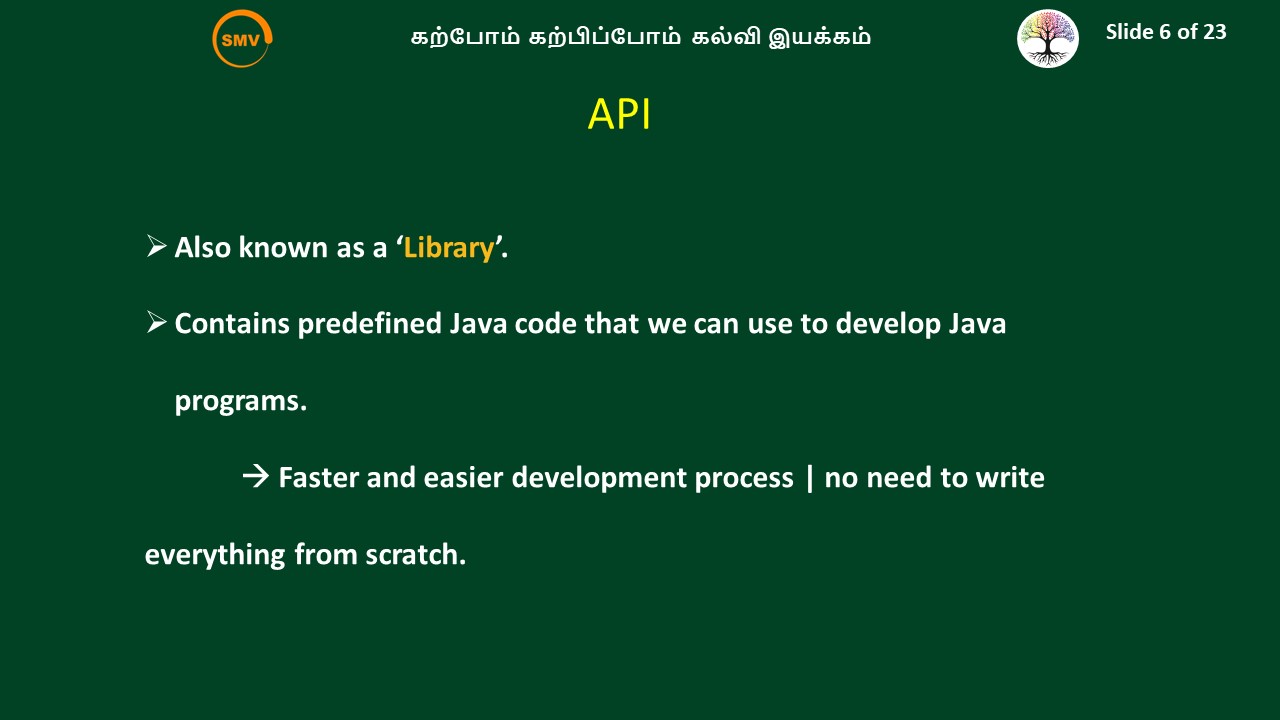 SMV
கற்போம் கற்பிப்போம் கல்வி இயக்கம்
Slide 6 of 23
API
➢ Also known as a ‘Library’.
➢ Contains predefined Java code that we can use to develop Java
programs.
→ Faster and easier development process | no need to write
everything from scratch.